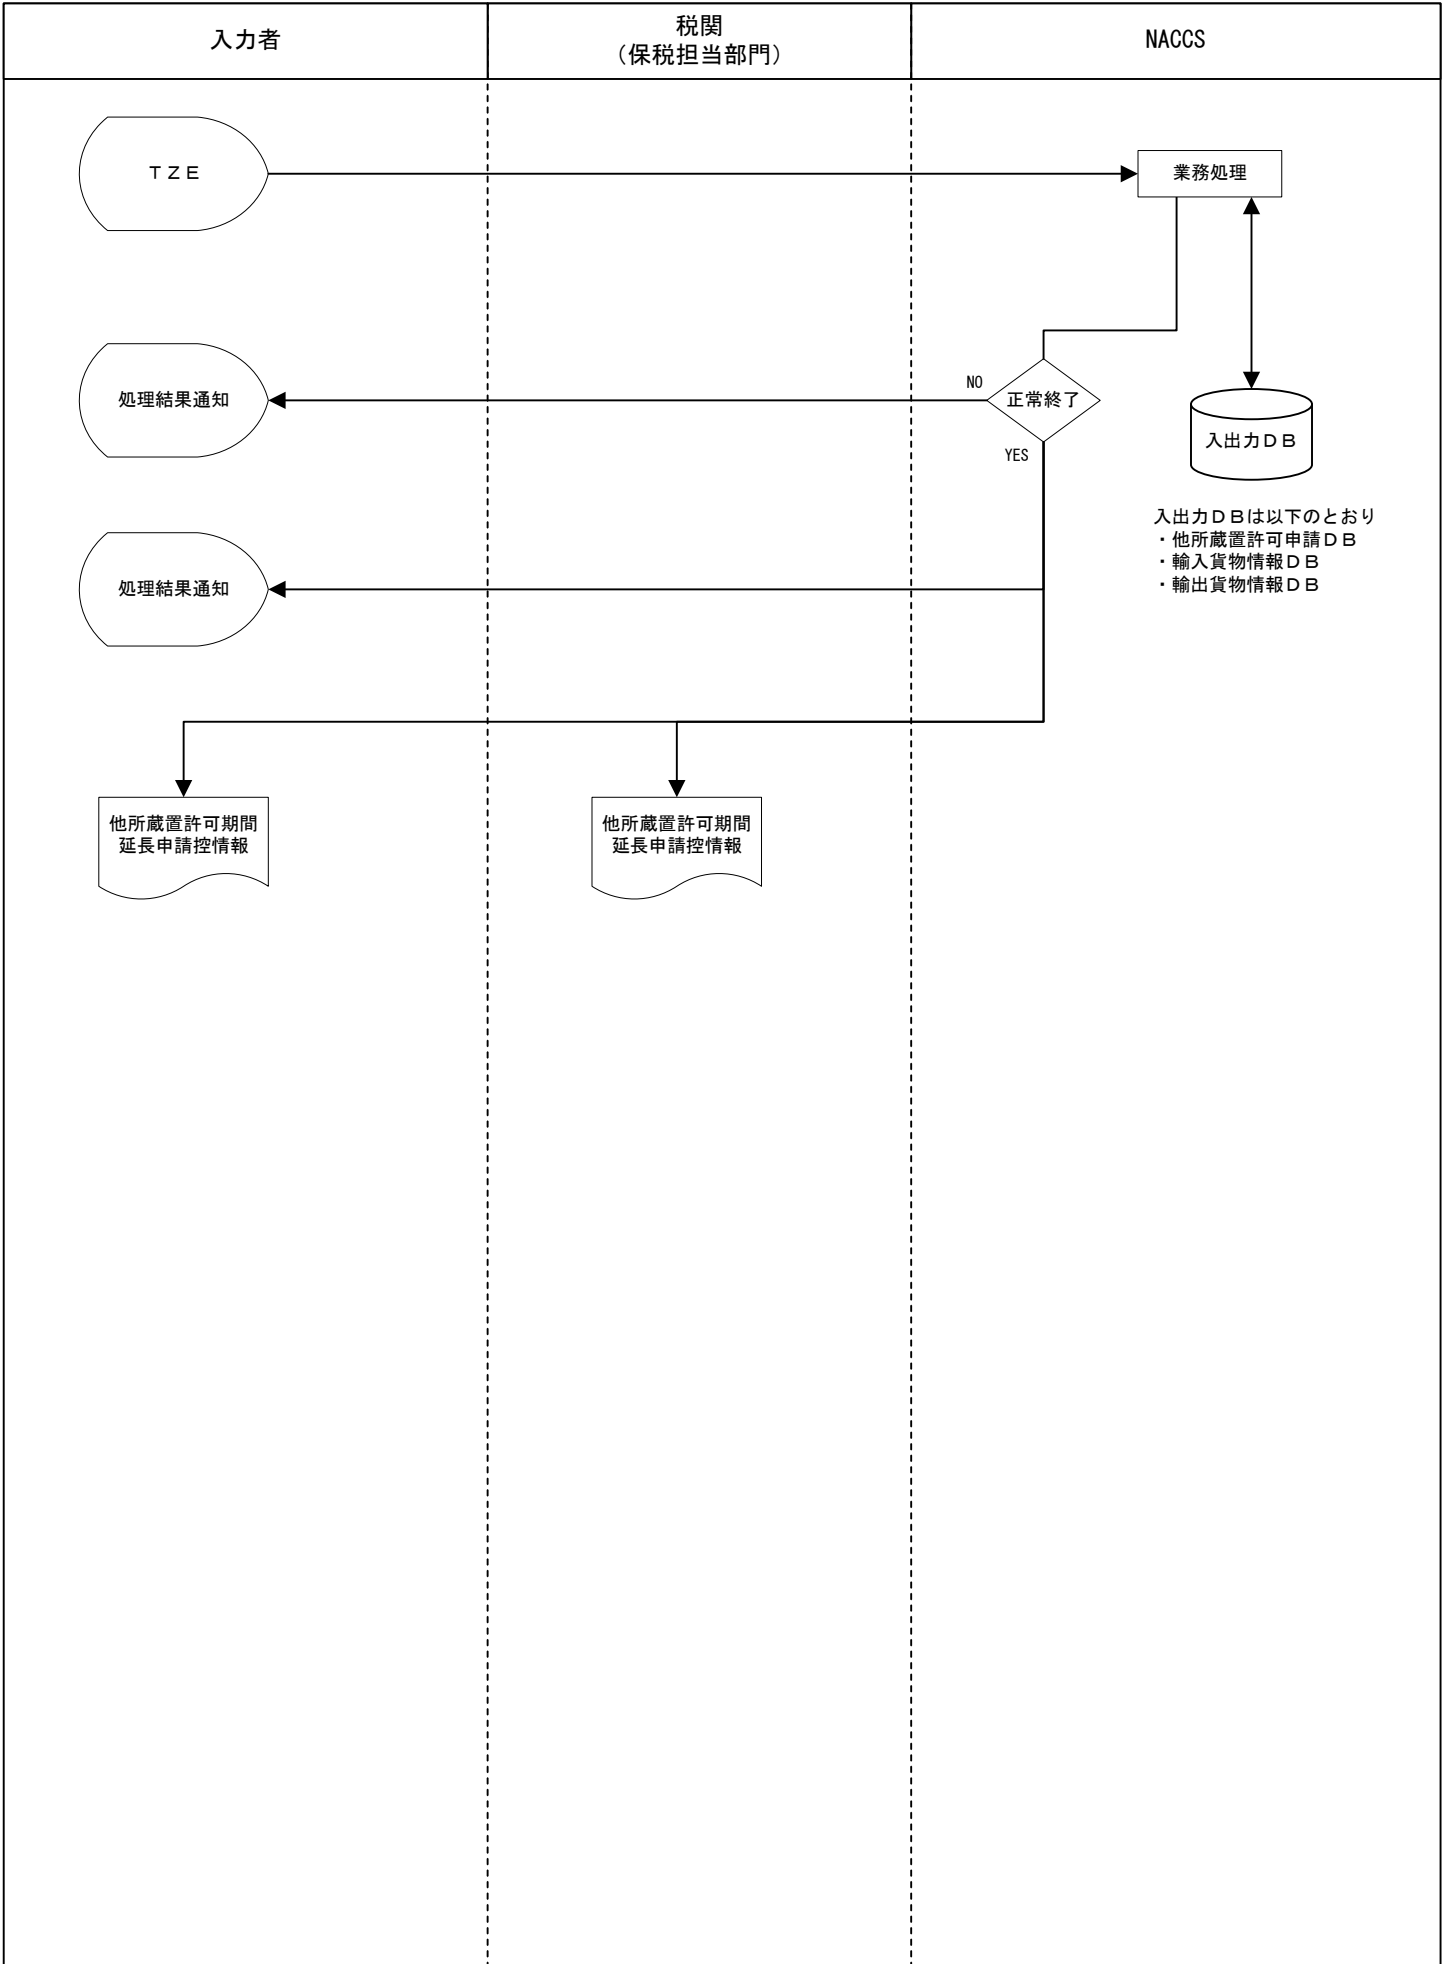 入力者
税関
(保税担当部門)
NACCS
ＴＺＥ
業務処理
処理結果通知
NO
正常終了
YES
入出力ＤＢ
入出力ＤＢは以下のとおり
・他所蔵置許可申請ＤＢ
・輸入貨物情報ＤＢ
・輸出貨物情報ＤＢ
処理結果通知
他所蔵置許可期間
延長申請控情報
他所蔵置許可期間
延長申請控情報